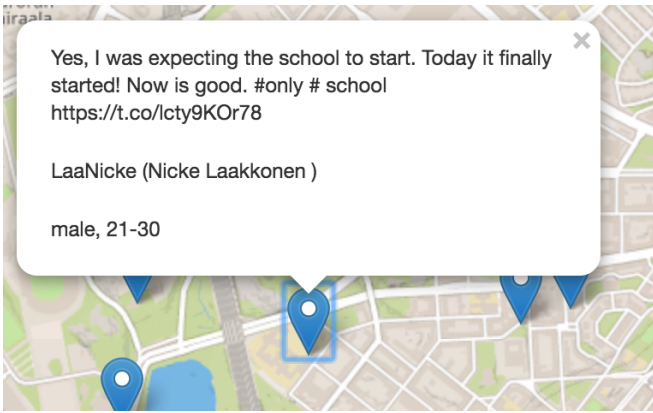 Yes, I was expecting the school to start. Today it finally
started! Now is good. #only # school
https://t.co/lcty9KOr78
LaaNicke (Nicke Laakkonen )
male, 21-30